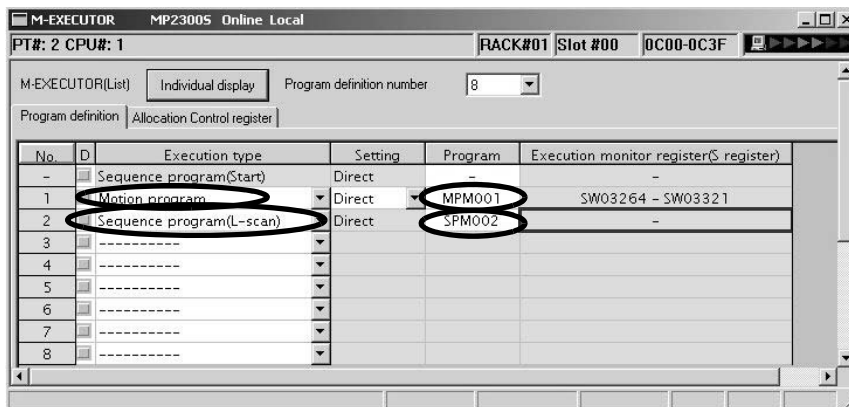 M-EXECUTOR MP2300S Online Local
PT#: 2 CPU#: 1 RACK#01 Slot #00 0C00-0C3F
M-EXECUTOR(List) Individual display Program definition number 8
Program definition Allocation Control register
No. D Execution type Setting Program Execution monitor register(S register)
- Sequence program(Start) Direct - -
1 Motion program Direct MPM001 SW03264 - SW03321
2 Sequence program(L-scan) Direct SPM002 -
3 ----------
4 ----------
5 ----------
6 ----------
7 ----------
8 ----------